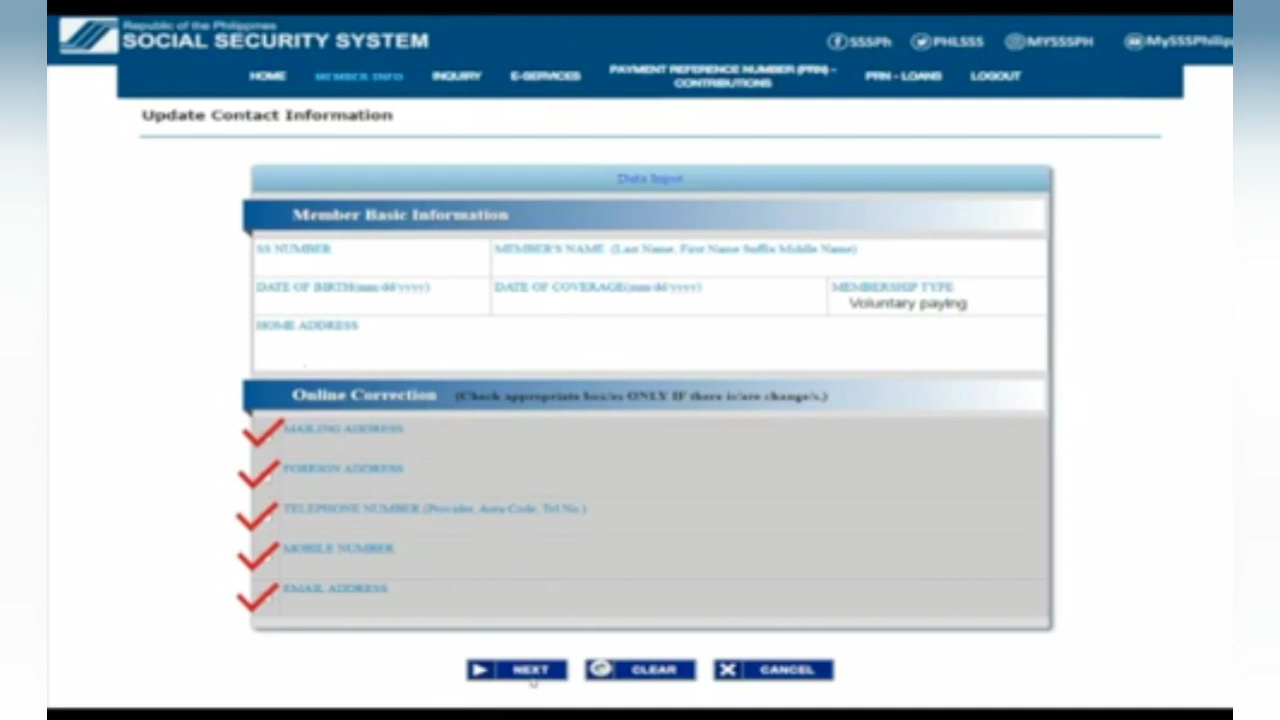 Republic of the Philippines
SOCIAL SECURITY SYSTEM
SSSPh PHLSSS MYSSSPH MySSSPhilip
HOME MEMBER INFO INQUIRY E-SERVICES PAYMENT REFERENCE NUMBER (PRN) - PRN - LOANS LOGOUT
CONTRIBUTIONS
Update Contact Information
Data Input
Member Basic Information
SS NUMBER MEMBER'S NAME (Last Name, First Name Suffix Middle Name)
DATE OF BIRTH(mm/dd/yyyy) DATE OF COVERAGE(mm/dd/yyyy) MEMBERSHIP TYPE
Voluntary paying
HOME ADDRESS
Online Correction (Check appropriate box/es ONLY IF there is/are change/s.)
MAILING ADDRESS
FOREIGN ADDRESS
TELEPHONE NUMBER (Provider, Area Code, Tel No.)
MOBILE NUMBER
EMAIL ADDRESS
NEXT CLEAR CANCEL